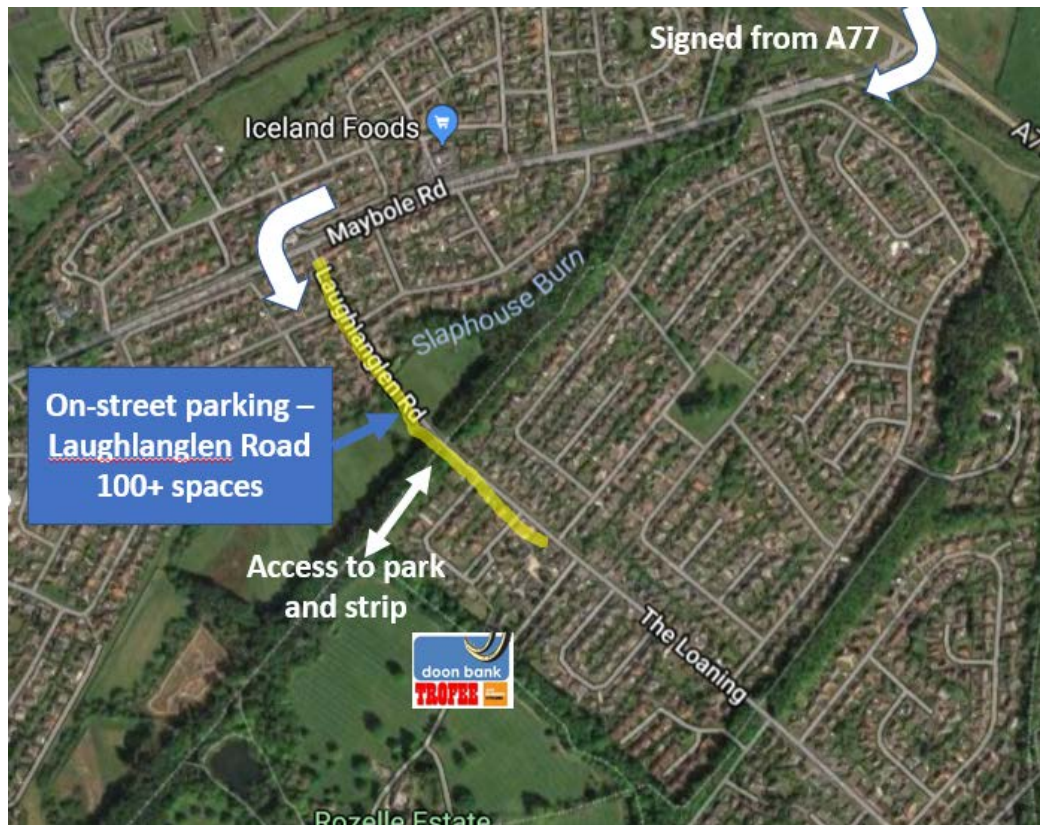 Signed from A77
Iceland Foods
A7
Maybole Rd
Slaphouse Burn
Laughlanglen Rd
On-street parking –
Laughlanglen Road
100+ spaces
Access to park
and strip
doon bank
TROFEE
The Loaning
Rozelle Estate